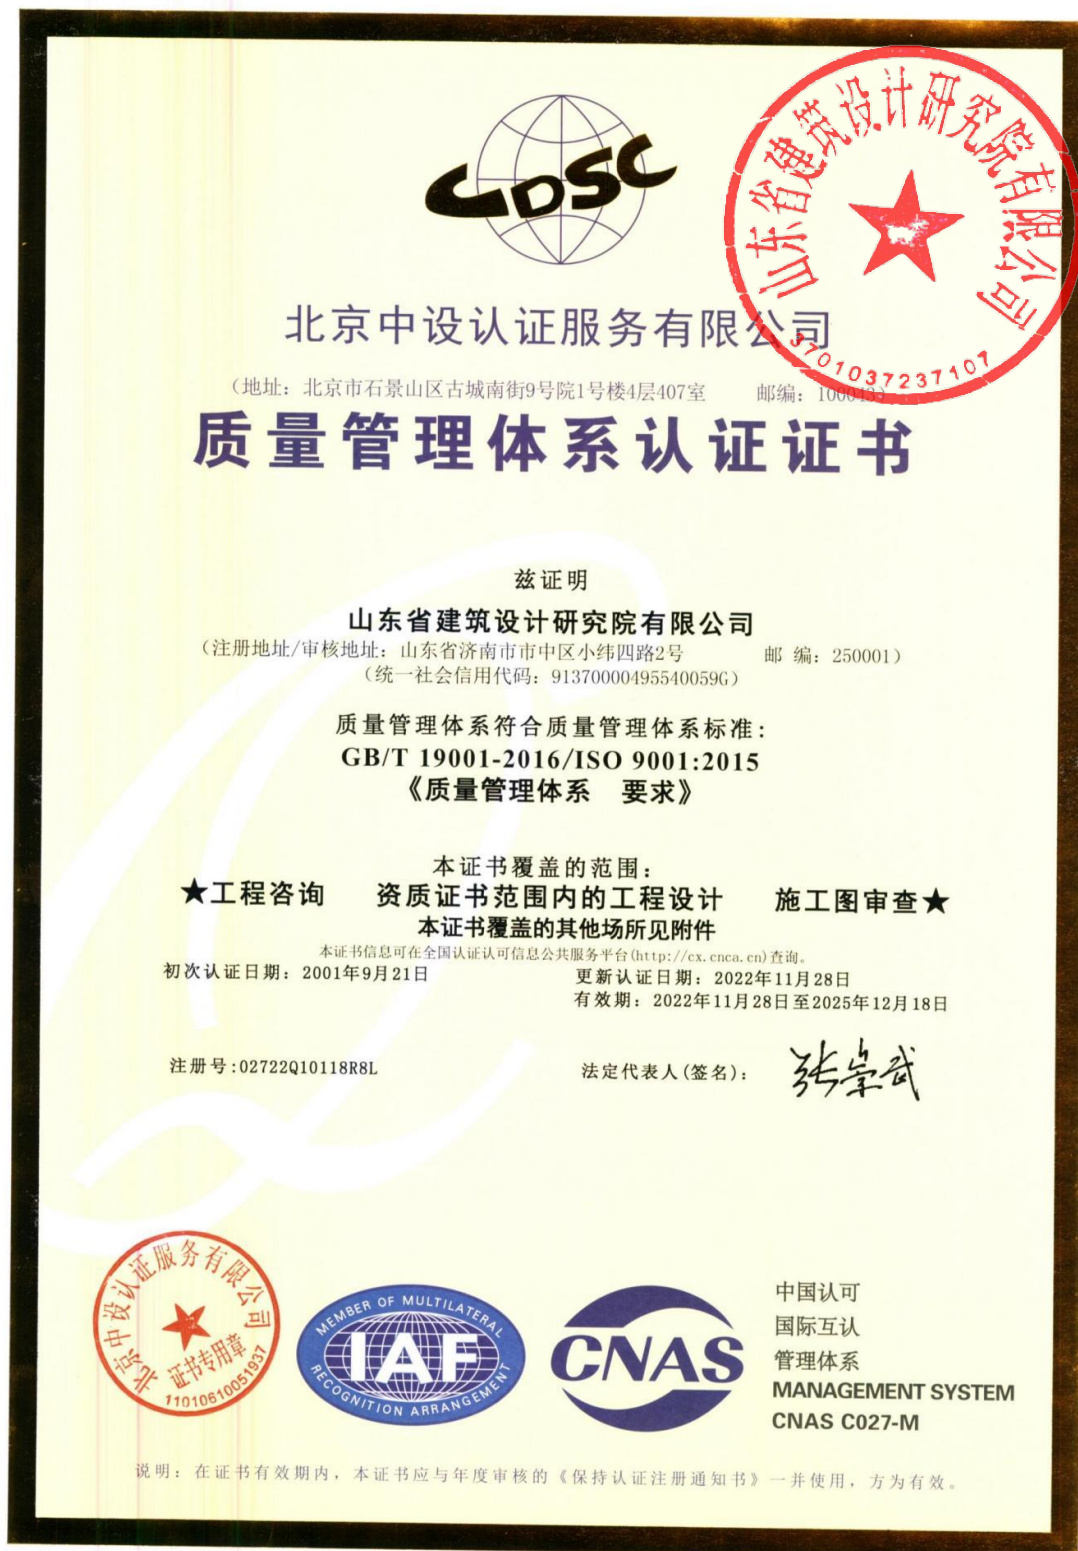 CDSC
山东省建筑设计研究院有限公司
3701037237107
北京中设认证服务有限公司
(地址：北京市石景山区古城南街9号院1号楼4层407室 邮编：100043)
质量管理体系认证证书
兹证明
山东省建筑设计研究院有限公司
(注册地址/审核地址：山东省济南市市中区小纬四路2号 邮 编：250001)
(统一社会信用代码：91370000495540059G)
质量管理体系符合质量管理体系标准：
GB/T 19001-2016/ISO 9001:2015
《质量管理体系 要求》
本证书覆盖的范围：
★工程咨询 资质证书范围内的工程设计 施工图审查★
本证书覆盖的其他场所见附件
本证书信息可在全国认证认可信息公共服务平台(http://cx.cnca.cn)查询。
初次认证日期：2001年9月21日 更新认证日期：2022年11月28日
有效期：2022年11月28日至2025年12月18日
注册号:02722Q10118R8L 法定代表人(签名)： 张崇武
北京中设认证服务有限公司
证书专用章
1101061005193​7
MEMBER OF MULTILATERAL
IAF
RECOGNITION ARRANGEMENT
CNAS
中国认可
国际互认
管理体系
MANAGEMENT SYSTEM
CNAS C027-M
说明：在证书有效期内，本证书应与年度审核的《保持认证注册通知书》一并使用，方为有效。